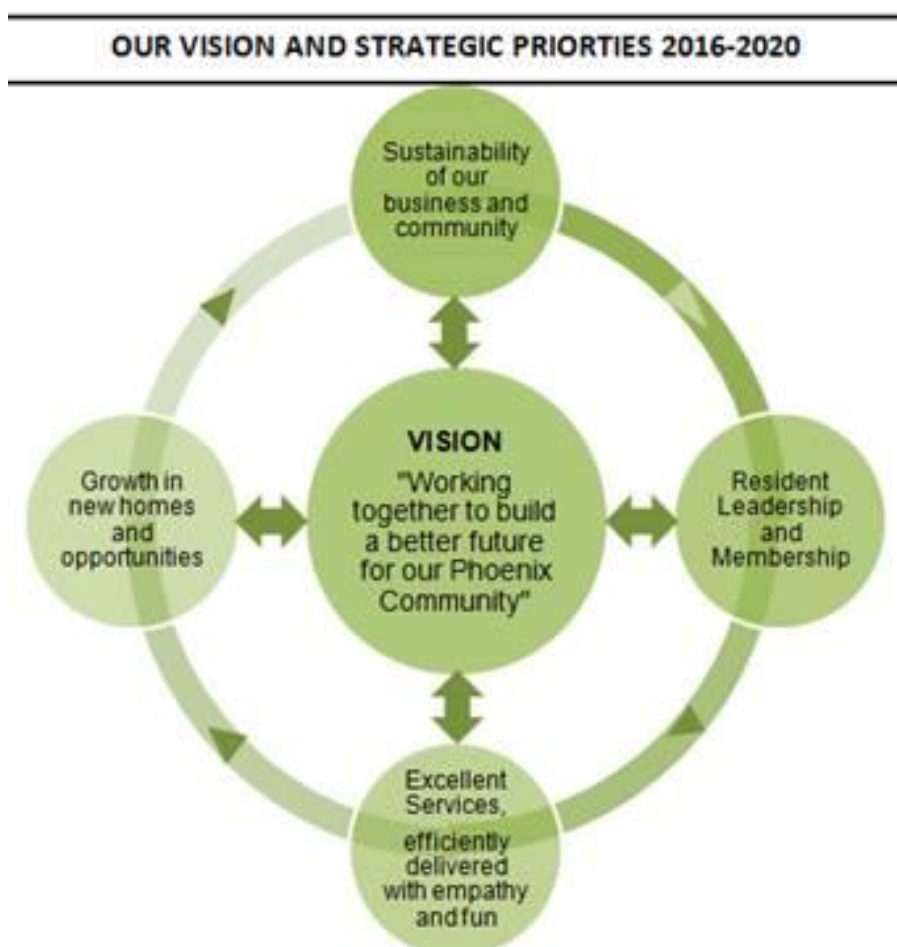 OUR VISION AND STRATEGIC PRIORTIES 2016-2020
Sustainability
of our
business and
community
VISION
"Working
together to build
a better future
for our Phoenix
Community"
Growth in
new homes
and
opportunities
Resident
Leadership
and
Membership
Excellent
Services,
efficiently
delivered
with empathy
and fun